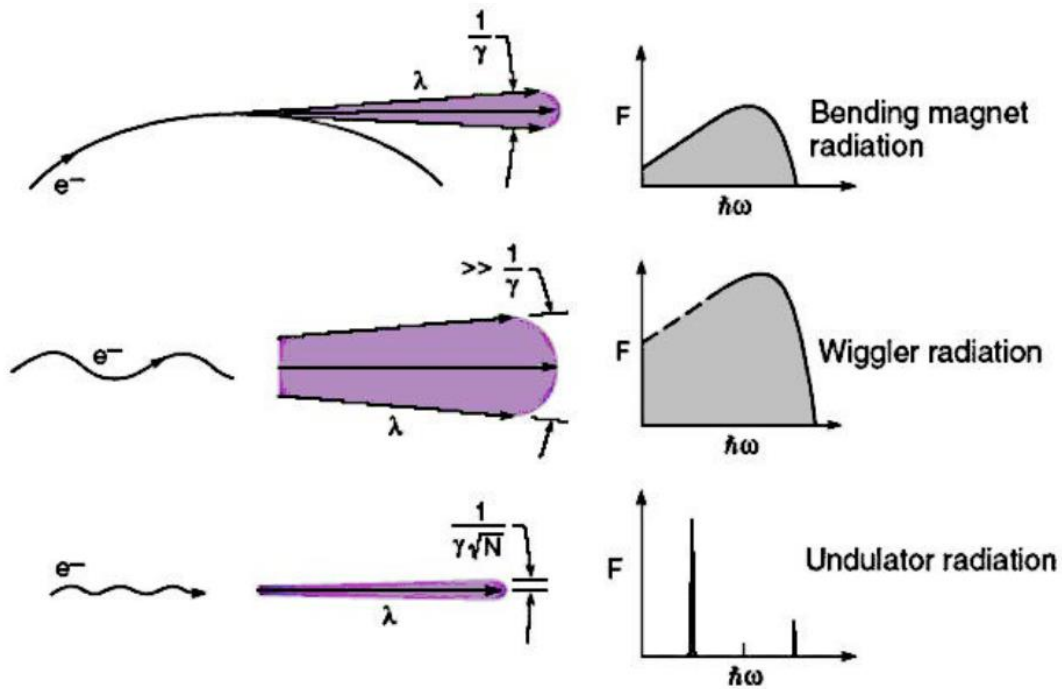 1/γ
λ
e⁻
F
ħω
Bending magnet
radiation
>> 1/γ
e⁻
λ
F
ħω
Wiggler radiation
1/γ√N
e⁻
λ
F
ħω
Undulator radiation